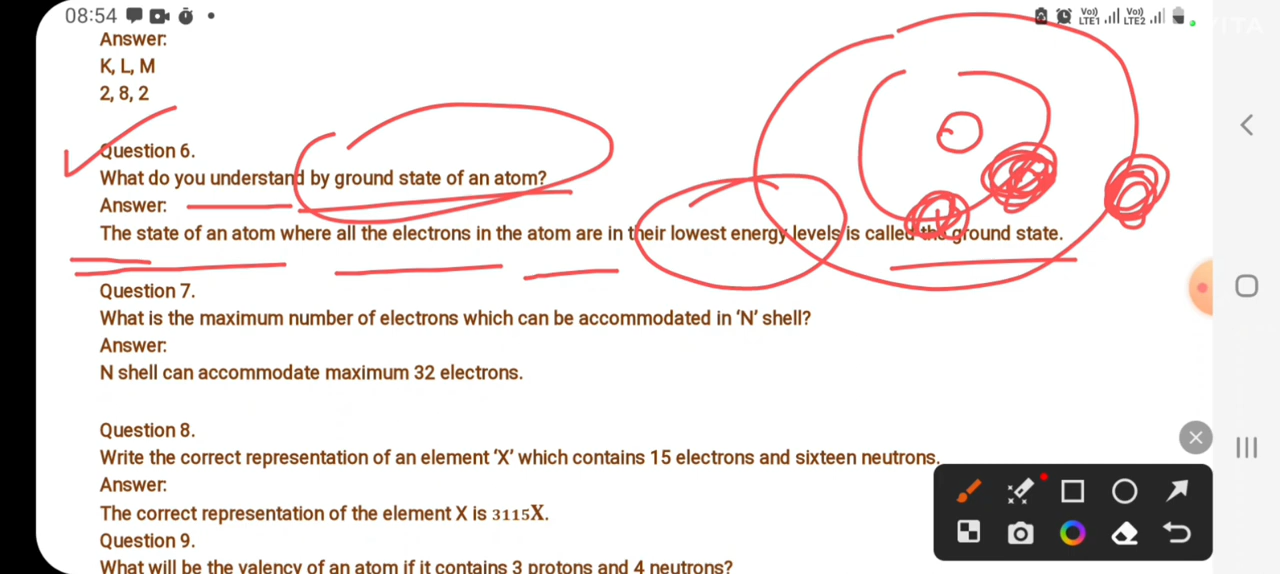 08:54
Vo)) LTE1 Vo)) LTE2
Answer:
K, L, M
2, 8, 2
Question 6.
What do you understand by ground state of an atom?
Answer:
The state of an atom where all the electrons in the atom are in their lowest energy levels is called the ground state.
Question 7.
What is the maximum number of electrons which can be accommodated in ‘N’ shell?
Answer:
N shell can accommodate maximum 32 electrons.
Question 8.
Write the correct representation of an element ‘X’ which contains 15 electrons and sixteen neutrons.
Answer:
The correct representation of the element X is 3115X.
Question 9.
What will be the valency of an atom if it contains 3 protons and 4 neutrons?